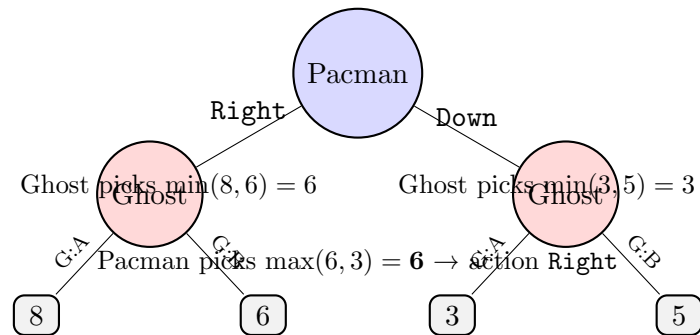 Pacman
Right
Down
Ghost picks min(8, 6) = 6
Ghost
Ghost picks min(3, 5) = 3
Ghost
G:A
G:B
G:A
G:B
Pacman picks max(6, 3) = 6 → action Right
8
6
3
5